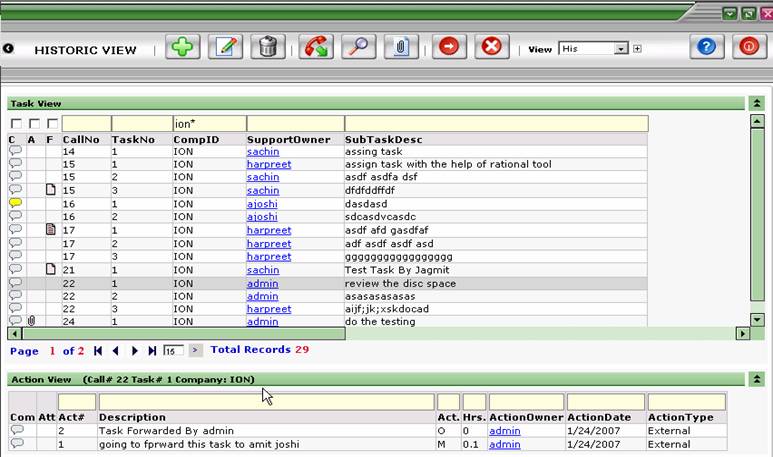 HISTORIC VIEW View His
Task View
ion*
C A F CallNo TaskNo CompID SupportOwner SubTaskDesc
14 1 ION sachin assing task
15 1 ION harpreet assign task with the help of rational tool
15 2 ION sachin asdf asdfa dsf
15 3 ION sachin dfdfddffdf
16 1 ION ajoshi dasdasd
16 2 ION ajoshi sdcasdvcasdc
17 1 ION harpreet asdf afd gasdfaf
17 2 ION harpreet adf asdf asdf asd
17 3 ION harpreet ggggggggggggggggg
21 1 ION sachin Test Task By Jagmit
22 1 ION admin review the disc space
22 2 ION admin asasasasasas
22 3 ION harpreet aijf;jk;xskdocad
24 1 ION admin do the testing
Page 1 of 2 15 > Total Records 29
Action View (Call# 22 Task# 1 Company: ION)
Com Att Act# Description Act. Hrs. ActionOwner ActionDate ActionType
2 Task Forwarded By admin O 0 admin 1/24/2007 External
1 going to fprward this task to amit joshi M 0.1 admin 1/24/2007 External